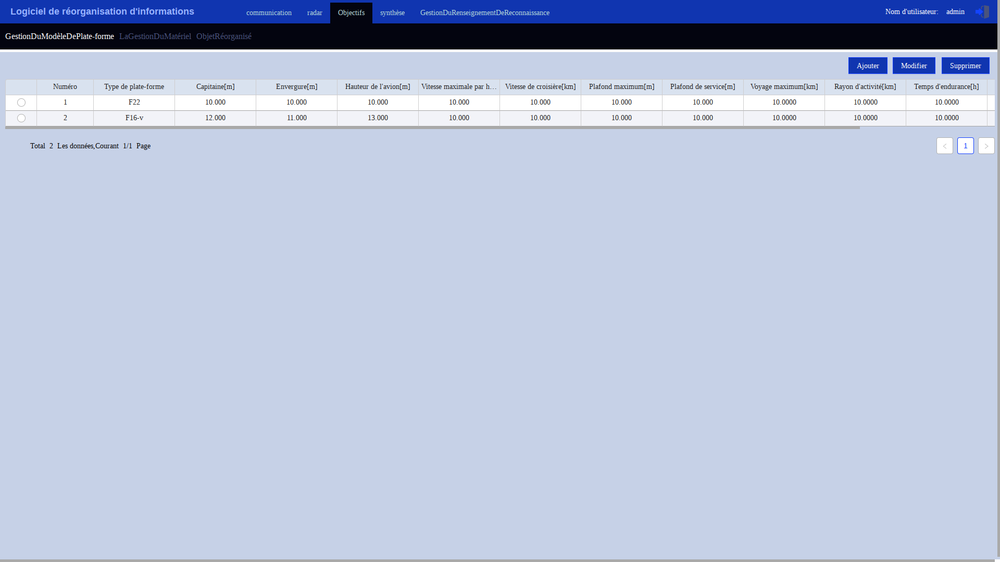 Logiciel de réorganisation d'informations communication radar Objectifs synthèse GestionDuRenseignementDeReconnaissance Nom d'utilisateur: admin
GestionDuModèleDePlate-forme LaGestionDuMatériel ObjetRéorganisé
Ajouter Modifier Supprimer
Numéro Type de plate-forme Capitaine[m] Envergure[m] Hauteur de l'avion[m] Vitesse maximale par h… Vitesse de croisière[km] Plafond maximum[m] Plafond de service[m] Voyage maximum[km] Rayon d'activité[km] Temps d'endurance[h]
1 F22 10.000 10.000 10.000 10.000 10.000 10.000 10.000 10.0000 10.0000 10.0000
2 F16-v 12.000 11.000 13.000 10.000 10.000 10.000 10.000 10.0000 10.0000 10.0000
Total 2 Les données,Courant 1/1 Page < 1 >